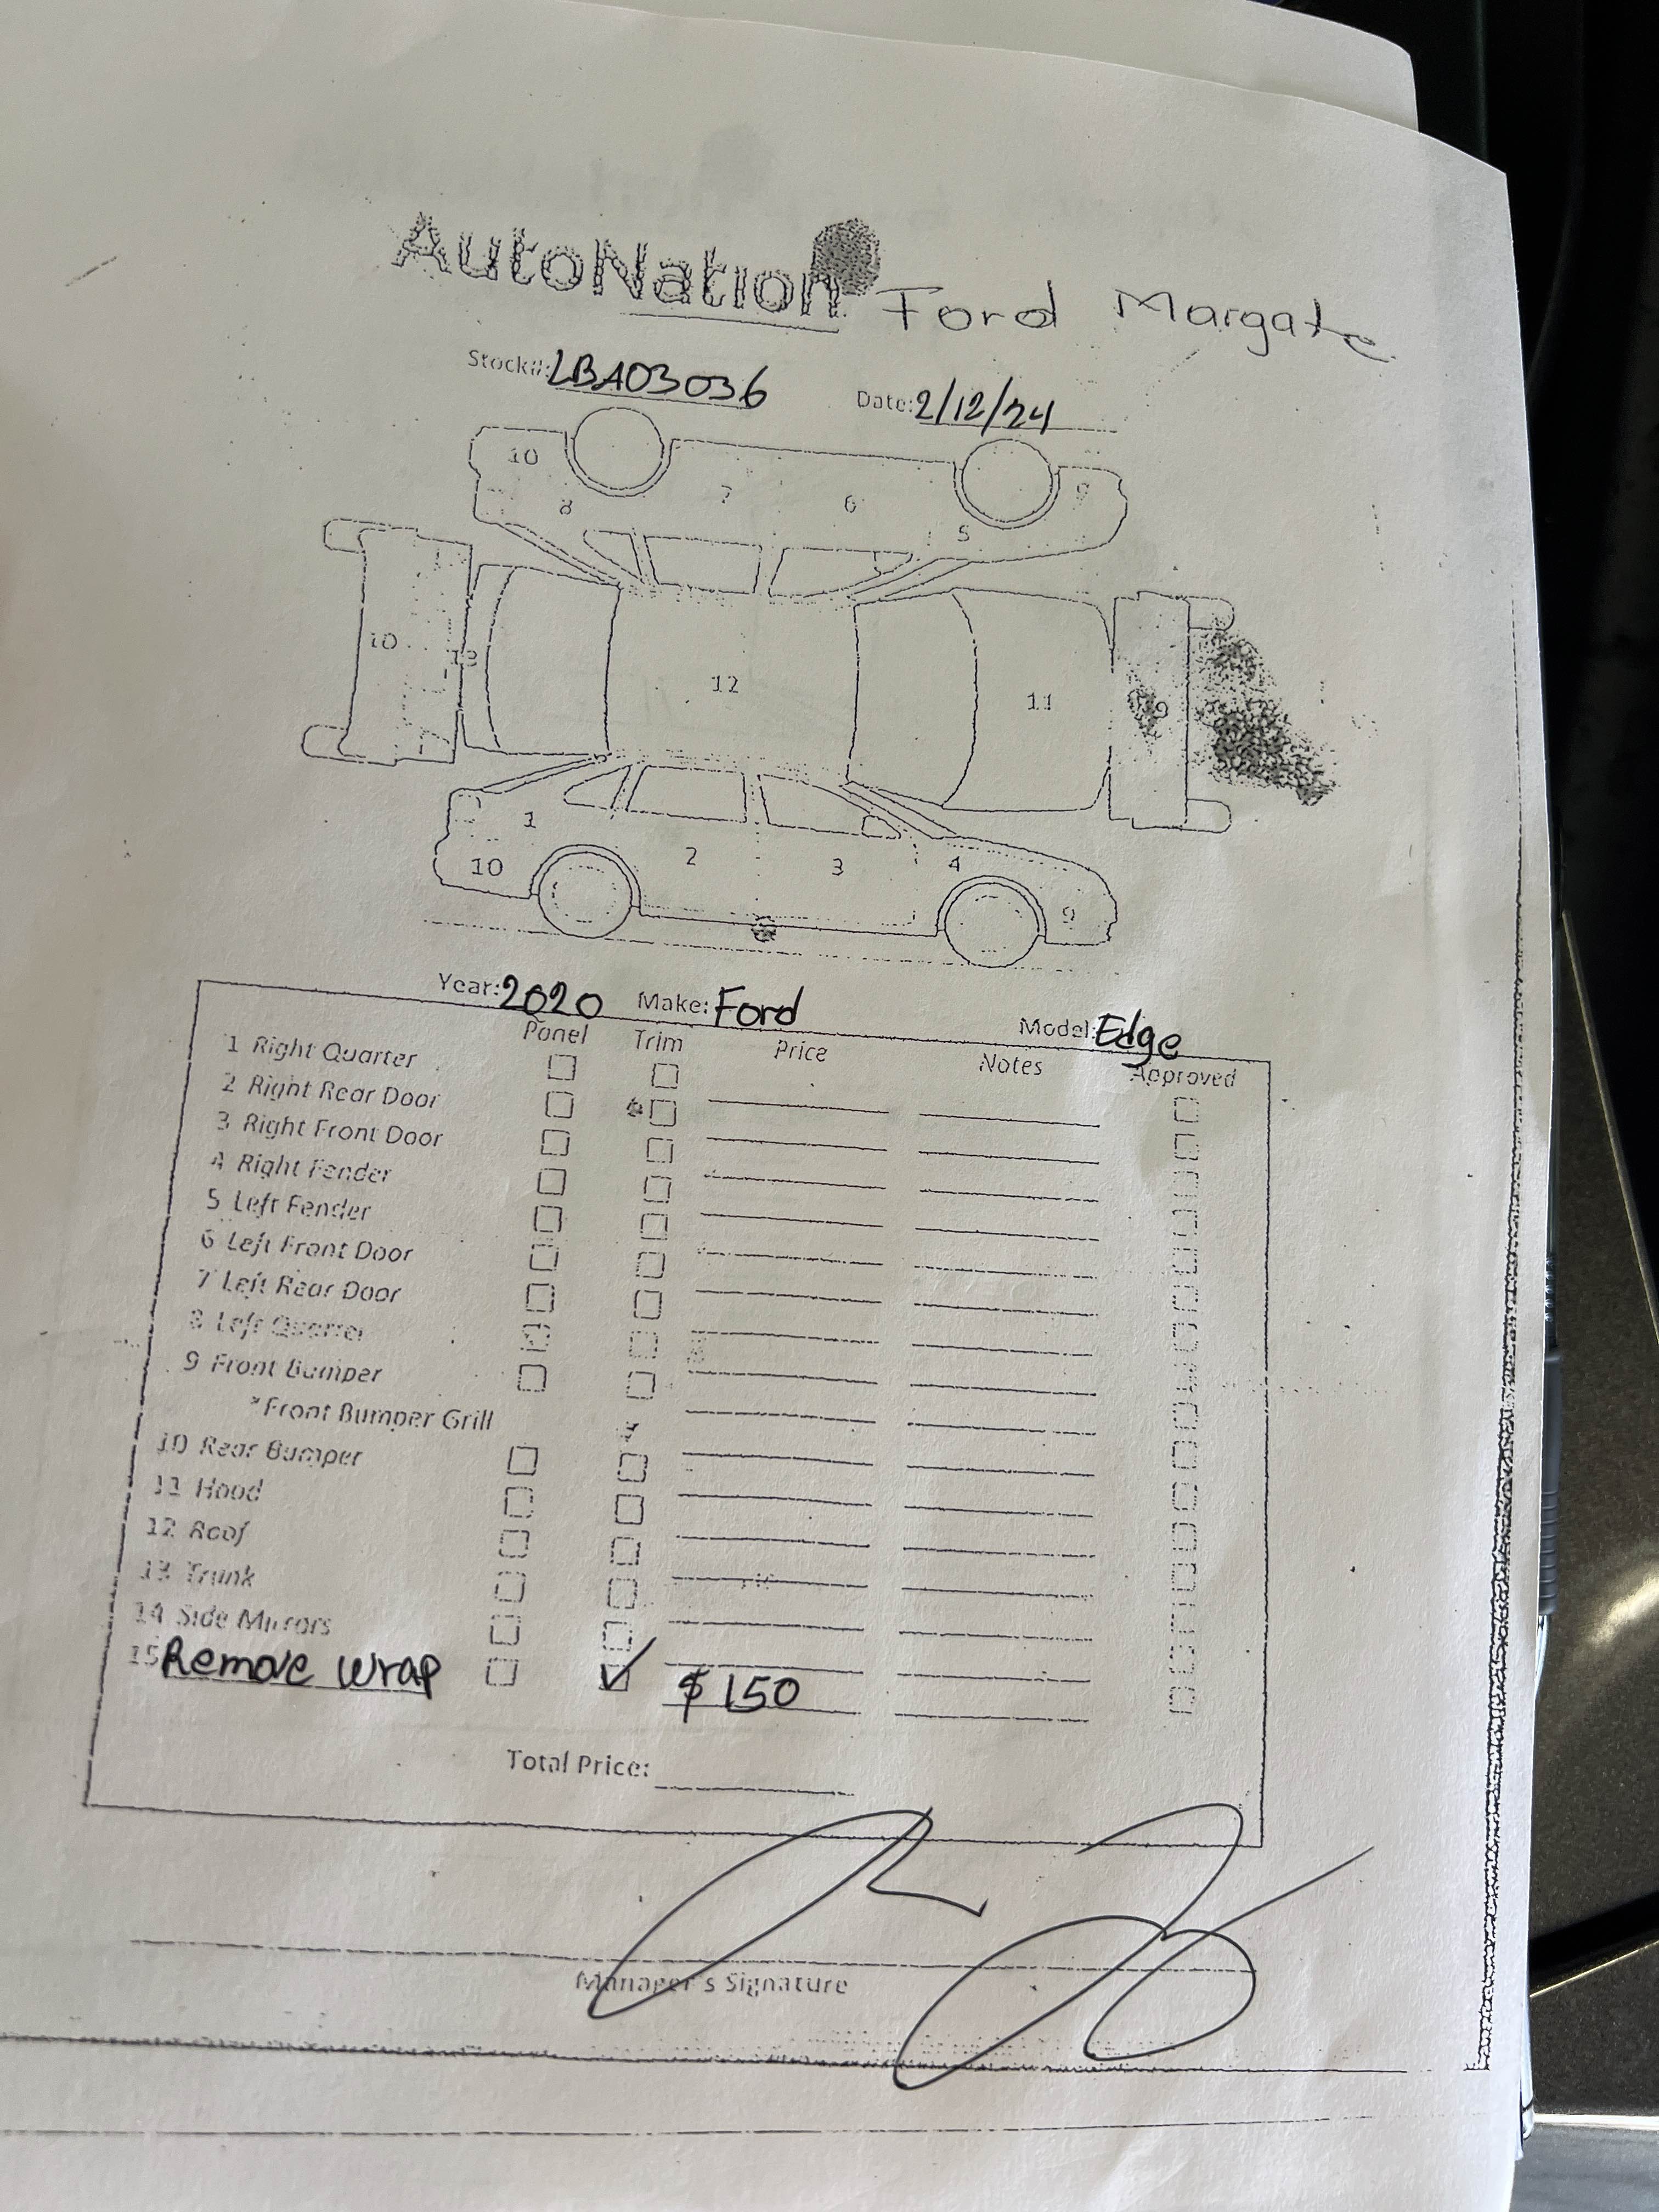 AutoNation Ford Margate
Stock#: LBA03036 Date: 2/12/24
10 7 6 9
8 5
10 13 12 11 9
1 2 3 4
10 9
Year: 2020 Make: Ford Model: Edge
Panel Trim Price Notes Approved
1 Right Quarter
2 Right Rear Door
3 Right Front Door
4 Right Fender
5 Left Fender
6 Left Front Door
7 Left Rear Door
8 Left Quarter
9 Front Bumper
*Front Bumper Grill
10 Rear Bumper
11 Hood
12 Roof
13 Trunk
14 Side Mirrors
15 Remove wrap ✓ $150
Total Price:
Manager's Signature